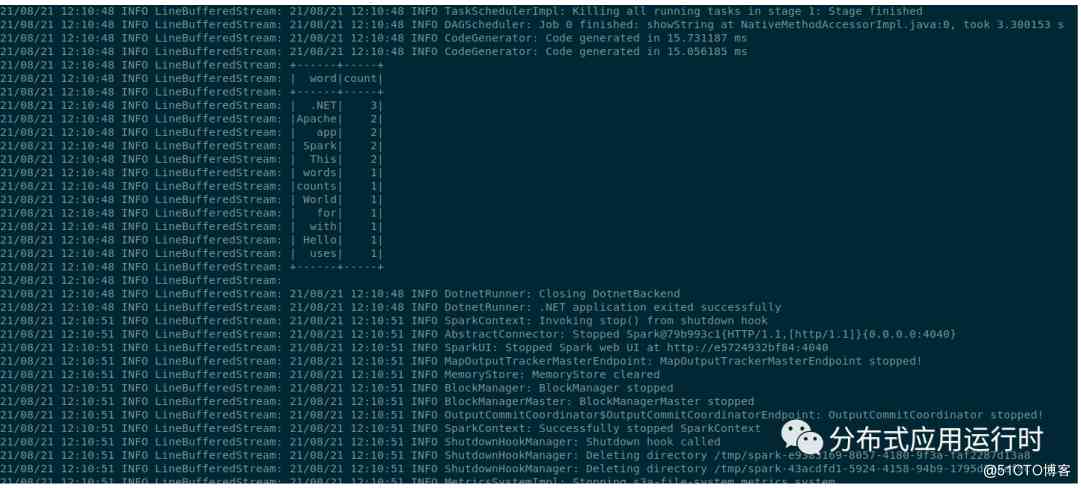 21/08/21 12:10:48 INFO LineBufferedStream: 21/08/21 12:10:48 INFO TaskSchedulerImpl: Killing all running tasks in stage 1: Stage finished
21/08/21 12:10:48 INFO LineBufferedStream: 21/08/21 12:10:48 INFO DAGScheduler: Job 0 finished: showString at NativeMethodAccessorImpl.java:0, took 3.300153 s
21/08/21 12:10:48 INFO LineBufferedStream: 21/08/21 12:10:48 INFO CodeGenerator: Code generated in 15.731187 ms
21/08/21 12:10:48 INFO LineBufferedStream: 21/08/21 12:10:48 INFO CodeGenerator: Code generated in 15.056185 ms
21/08/21 12:10:48 INFO LineBufferedStream: +------+-----+
21/08/21 12:10:48 INFO LineBufferedStream: |  word|count|
21/08/21 12:10:48 INFO LineBufferedStream: +------+-----+
21/08/21 12:10:48 INFO LineBufferedStream: |  .NET|    3|
21/08/21 12:10:48 INFO LineBufferedStream: |Apache|    2|
21/08/21 12:10:48 INFO LineBufferedStream: |   app|    2|
21/08/21 12:10:48 INFO LineBufferedStream: | Spark|    2|
21/08/21 12:10:48 INFO LineBufferedStream: |  This|    2|
21/08/21 12:10:48 INFO LineBufferedStream: | words|    1|
21/08/21 12:10:48 INFO LineBufferedStream: |counts|    1|
21/08/21 12:10:48 INFO LineBufferedStream: | World|    1|
21/08/21 12:10:48 INFO LineBufferedStream: |   for|    1|
21/08/21 12:10:48 INFO LineBufferedStream: |  with|    1|
21/08/21 12:10:48 INFO LineBufferedStream: | Hello|    1|
21/08/21 12:10:48 INFO LineBufferedStream: |  uses|    1|
21/08/21 12:10:48 INFO LineBufferedStream: +------+-----+
21/08/21 12:10:48 INFO LineBufferedStream:
21/08/21 12:10:48 INFO LineBufferedStream: 21/08/21 12:10:48 INFO DotnetRunner: Closing DotnetBackend
21/08/21 12:10:48 INFO LineBufferedStream: 21/08/21 12:10:48 INFO DotnetRunner: .NET application exited successfully
21/08/21 12:10:51 INFO LineBufferedStream: 21/08/21 12:10:51 INFO SparkContext: Invoking stop() from shutdown hook
21/08/21 12:10:51 INFO LineBufferedStream: 21/08/21 12:10:51 INFO AbstractConnector: Stopped Spark@79b993c1{HTTP/1.1,[http/1.1]}{0.0.0.0:4040}
21/08/21 12:10:51 INFO LineBufferedStream: 21/08/21 12:10:51 INFO SparkUI: Stopped Spark web UI at http://e5724932bf84:4040
21/08/21 12:10:51 INFO LineBufferedStream: 21/08/21 12:10:51 INFO MapOutputTrackerMasterEndpoint: MapOutputTrackerMasterEndpoint stopped!
21/08/21 12:10:51 INFO LineBufferedStream: 21/08/21 12:10:51 INFO MemoryStore: MemoryStore cleared
21/08/21 12:10:51 INFO LineBufferedStream: 21/08/21 12:10:51 INFO BlockManager: BlockManager stopped
21/08/21 12:10:51 INFO LineBufferedStream: 21/08/21 12:10:51 INFO BlockManagerMaster: BlockManagerMaster stopped
21/08/21 12:10:51 INFO LineBufferedStream: 21/08/21 12:10:51 INFO OutputCommitCoordinator$OutputCommitCoordinatorEndpoint: OutputCommitCoordinator stopped!
21/08/21 12:10:51 INFO LineBufferedStream: 21/08/21 12:10:51 INFO SparkContext: Successfully stopped SparkContext
21/08/21 12:10:51 INFO LineBufferedStream: 21/08/21 12:10:51 INFO ShutdownHookManager: Shutdown hook called
21/08/21 12:10:51 INFO LineBufferedStream: 21/08/21 12:10:51 INFO ShutdownHookManager: Deleting directory
21/08/21 12:10:51 INFO LineBufferedStream: 21/08/21 12:10:51 INFO ShutdownHookManager: Deleting directory
21/08/21 12:10:51 INFO LineBufferedStream: 21/08/21 12:10:51 INFO MetricsSystemImpl: Stopping s3a-file-system metrics system
分布式应用运行时
@51CTO博客